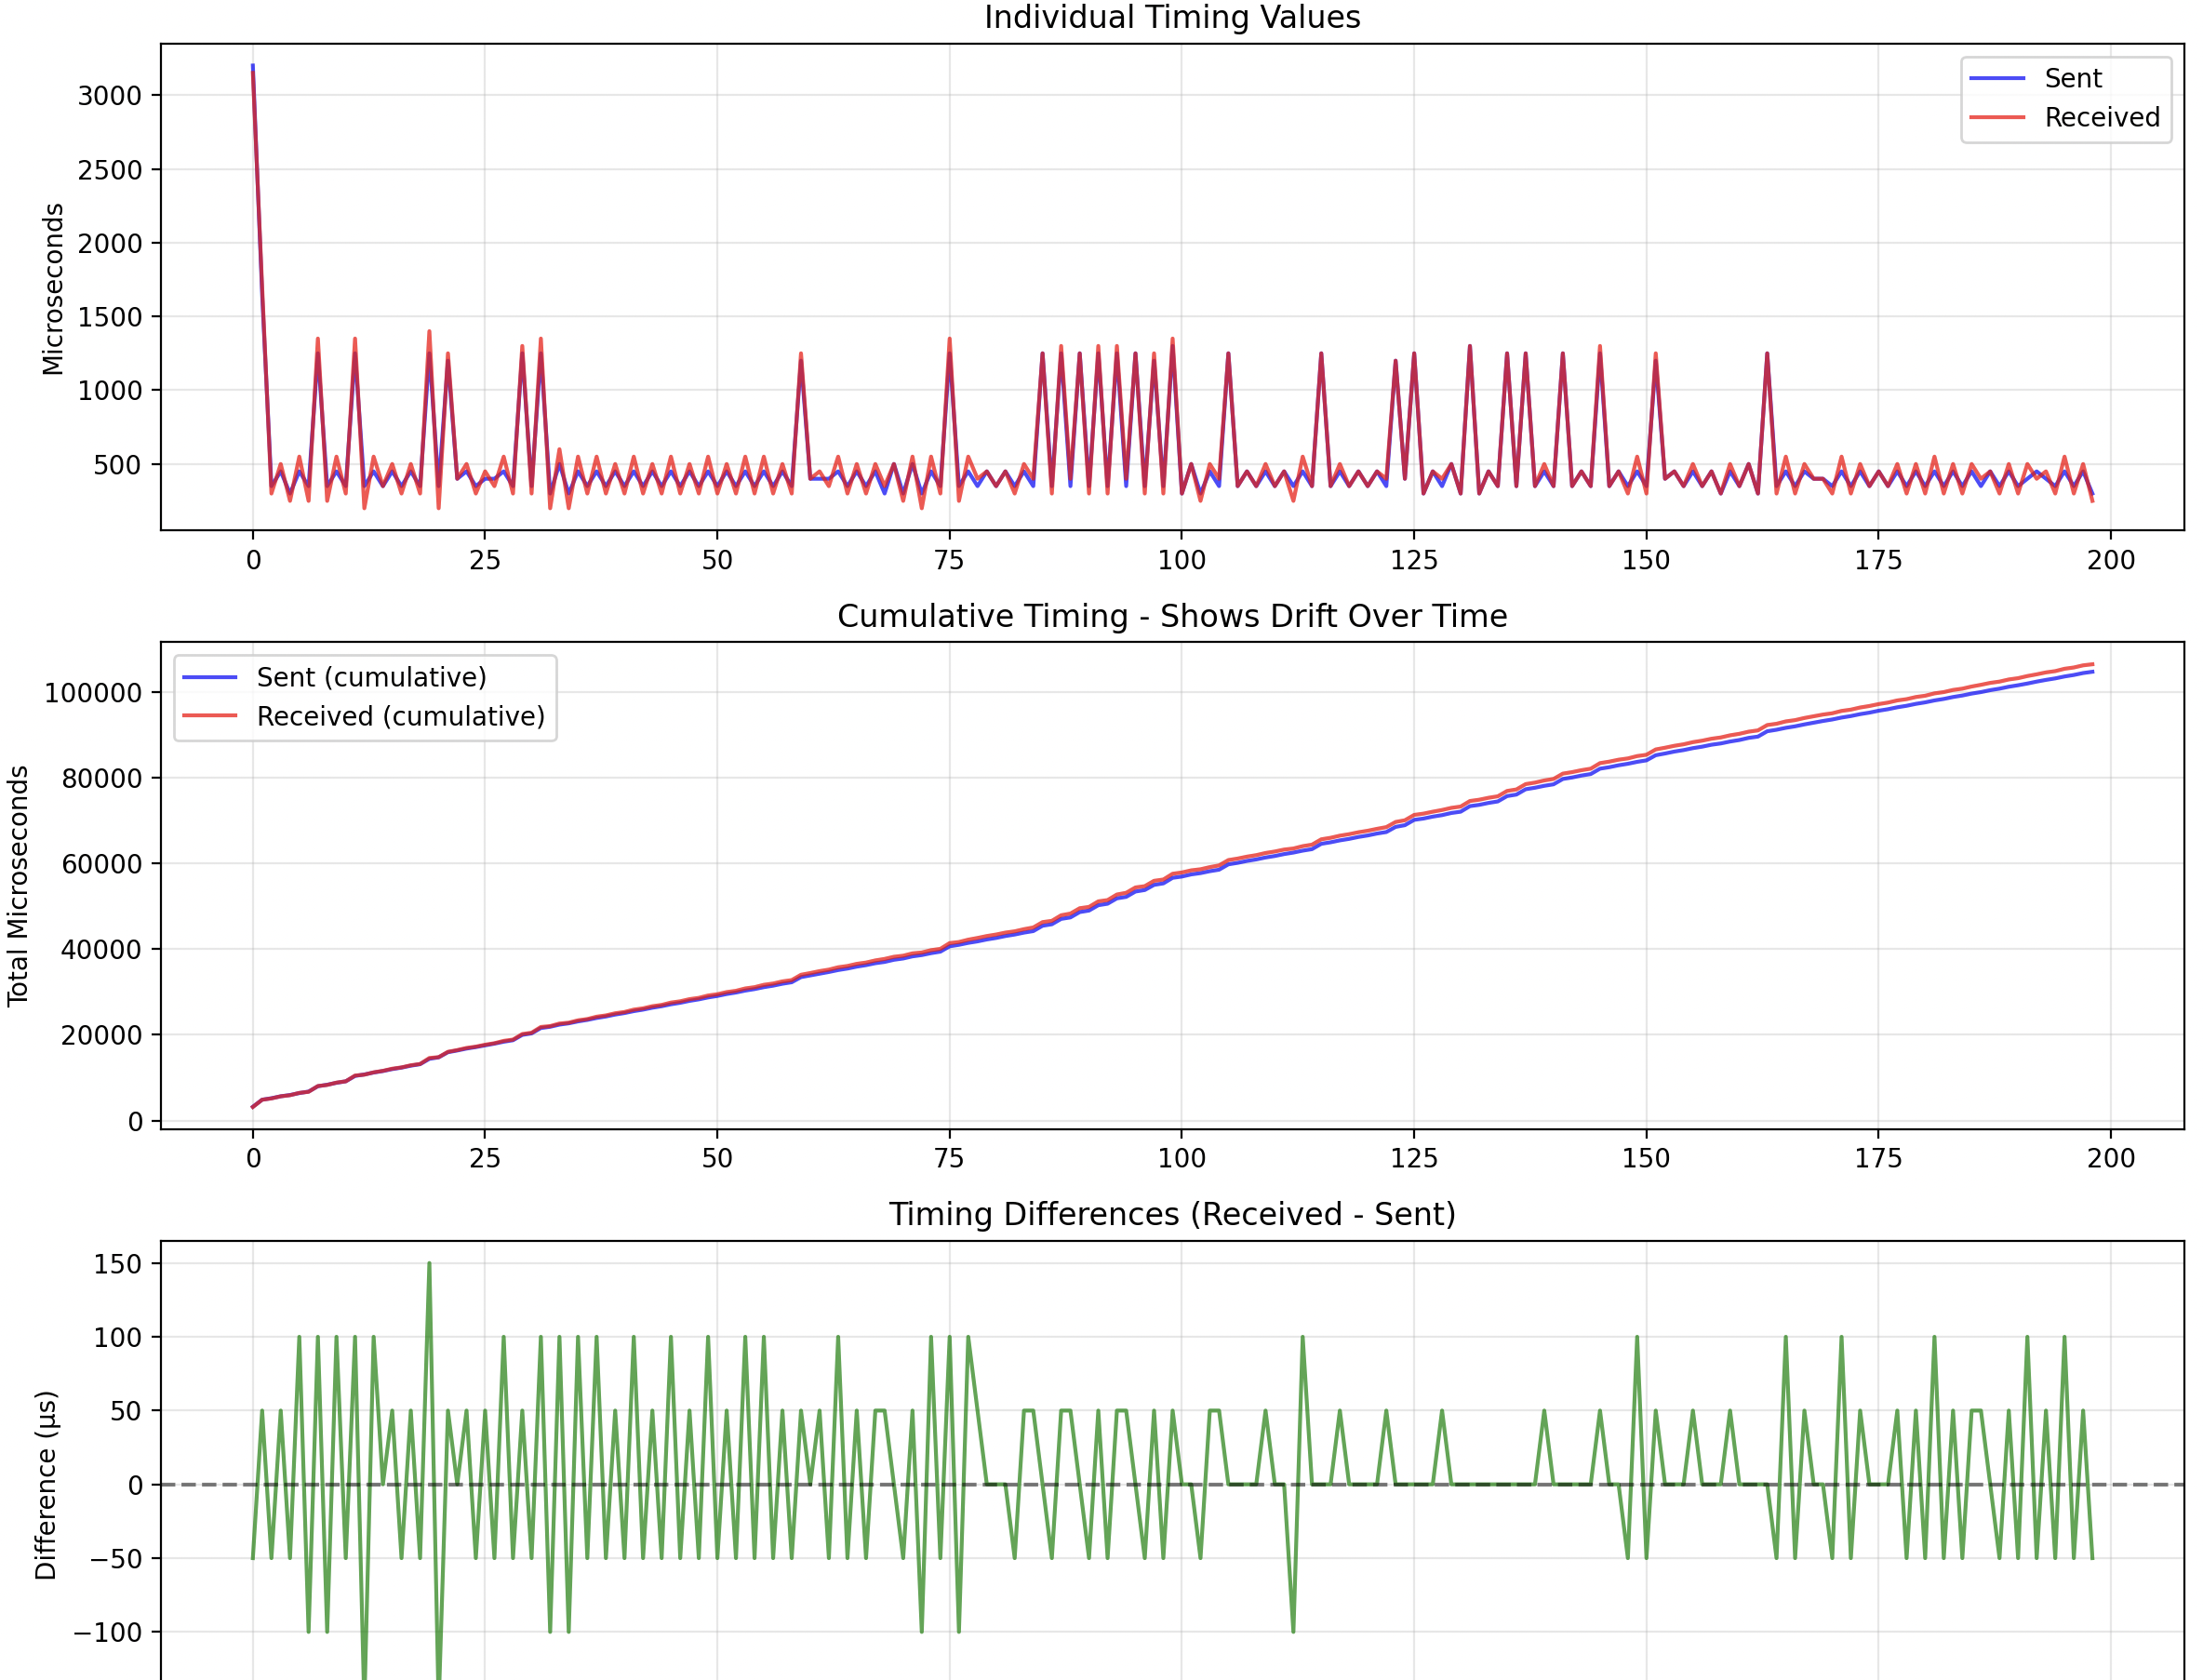 Individual Timing Values
Microseconds
3000
2500
2000
1500
1000
500
Sent
Received
0 25 50 75 100 125 150 175 200
Cumulative Timing - Shows Drift Over Time
Total Microseconds
100000
80000
60000
40000
20000
0
Sent (cumulative)
Received (cumulative)
0 25 50 75 100 125 150 175 200
Timing Differences (Received - Sent)
Difference (µs)
150
100
50
0
−50
−100